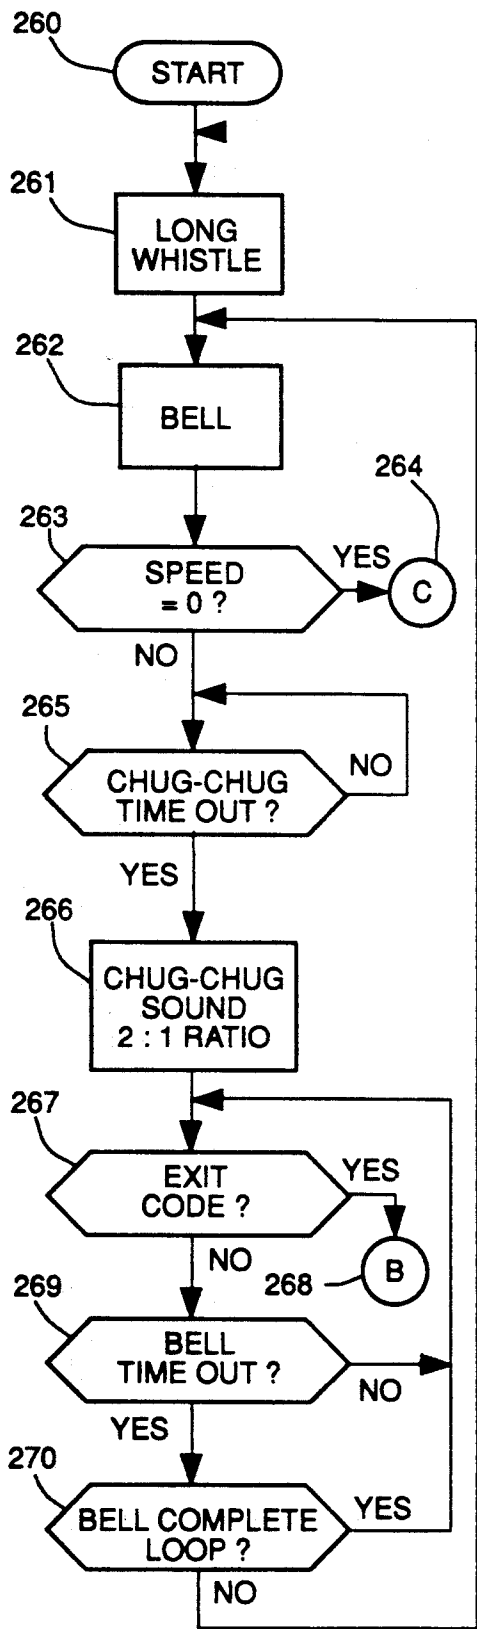 260
START
261
LONG
WHISTLE
262
BELL
264
263
SPEED
= 0 ?
YES
C
NO
265
CHUG-CHUG
TIME OUT ?
NO
YES
266
CHUG-CHUG
SOUND
2 : 1 RATIO
267
EXIT
CODE ?
YES
NO
268
B
269
BELL
TIME OUT ?
NO
YES
270
BELL COMPLETE
LOOP ?
YES
NO